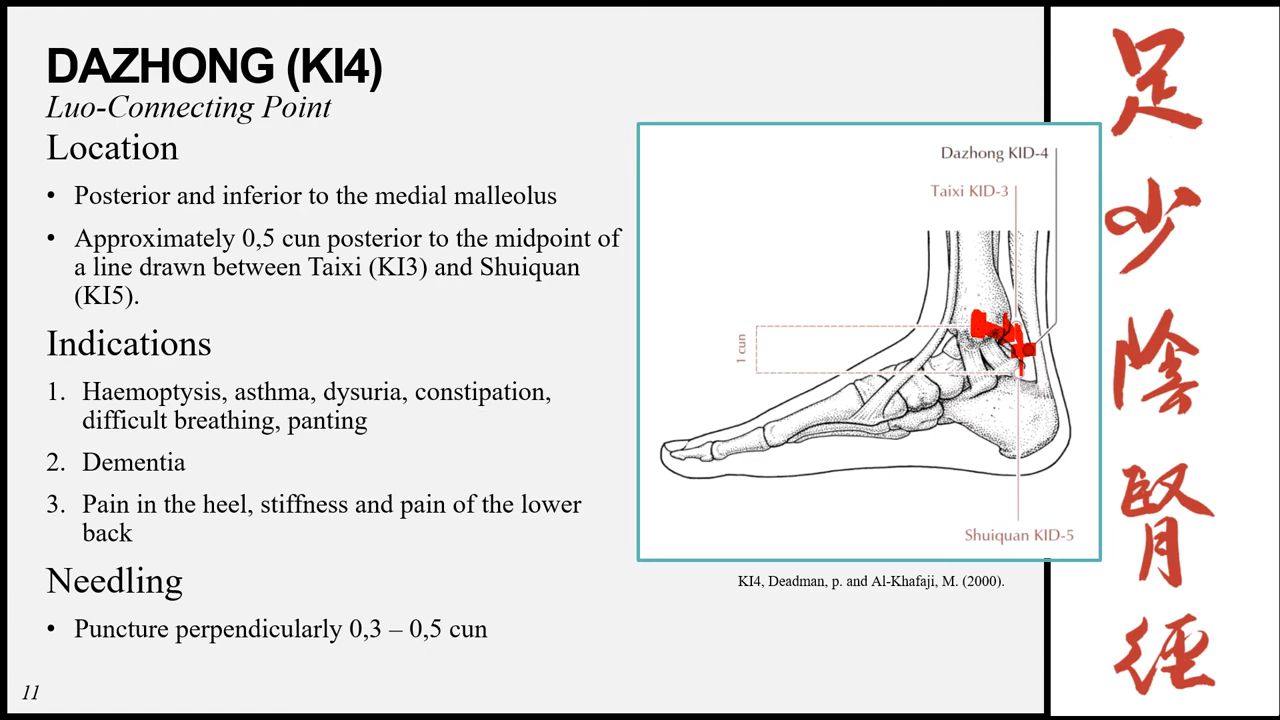 DAZHONG (KI4)
Luo-Connecting Point
Location
• Posterior and inferior to the medial malleolus
• Approximately 0,5 cun posterior to the midpoint of
a line drawn between Taixi (KI3) and Shuiquan
(KI5).
Indications
1. Haemoptysis, asthma, dysuria, constipation,
difficult breathing, panting
2. Dementia
3. Pain in the heel, stiffness and pain of the lower
back
Needling
• Puncture perpendicularly 0,3 – 0,5 cun
11
Dazhong KID-4
Taixi KID-3
1 cun
Shuiquan KID-5
KI4, Deadman, p. and Al-Khafaji, M. (2000).
足
少
陰
腎
徑